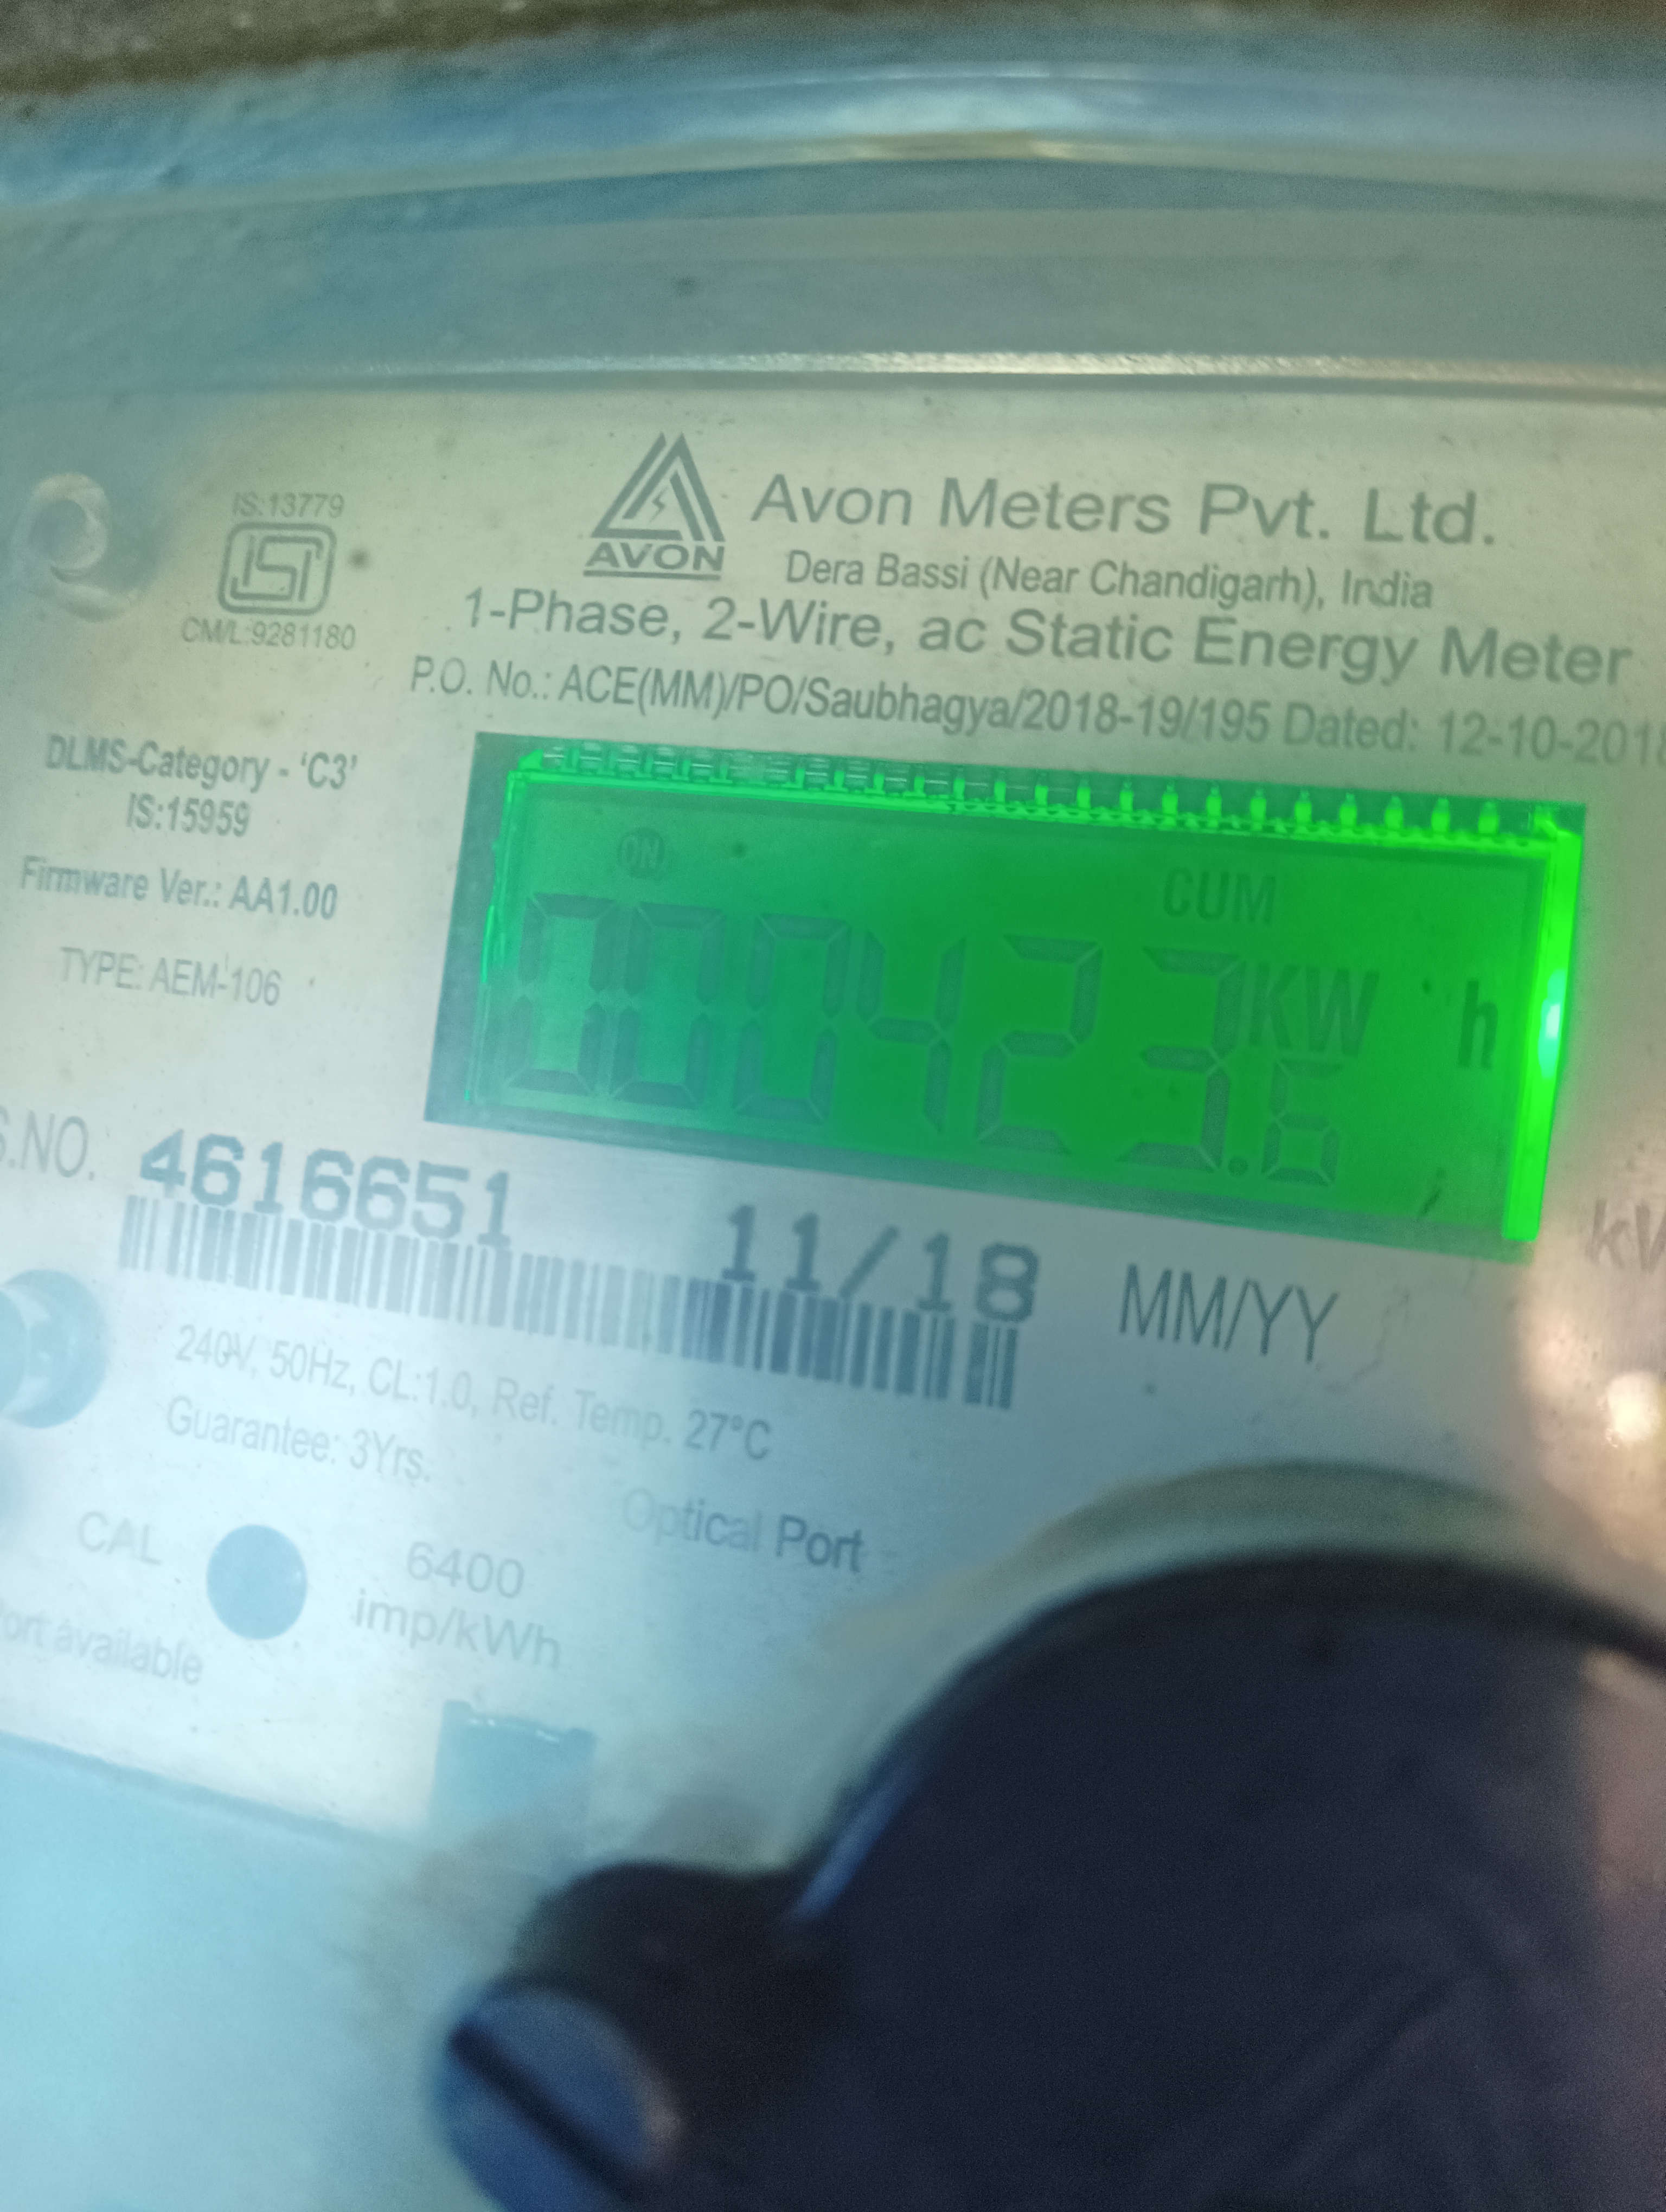 IS:13779
ISI
CM/L:9281180
AVON
Avon Meters Pvt. Ltd.
Dera Bassi (Near Chandigarh), India
1-Phase, 2-Wire, ac Static Energy Meter
P.O. No.: ACE(MM)/PO/Saubhagya/2018-19/195 Dated: 12-10-2018
DLMS-Category - 'C3'
IS:15959
Firmware Ver.: AA1.00
TYPE: AEM-106
ON
CUM
000423.6
KW h
S.NO. 4616651 11/18 MM/YY
240V, 50Hz, CL:1.0, Ref. Temp. 27°C
Guarantee: 3Yrs.
Optical Port
CAL
6400
imp/kWh
Port available